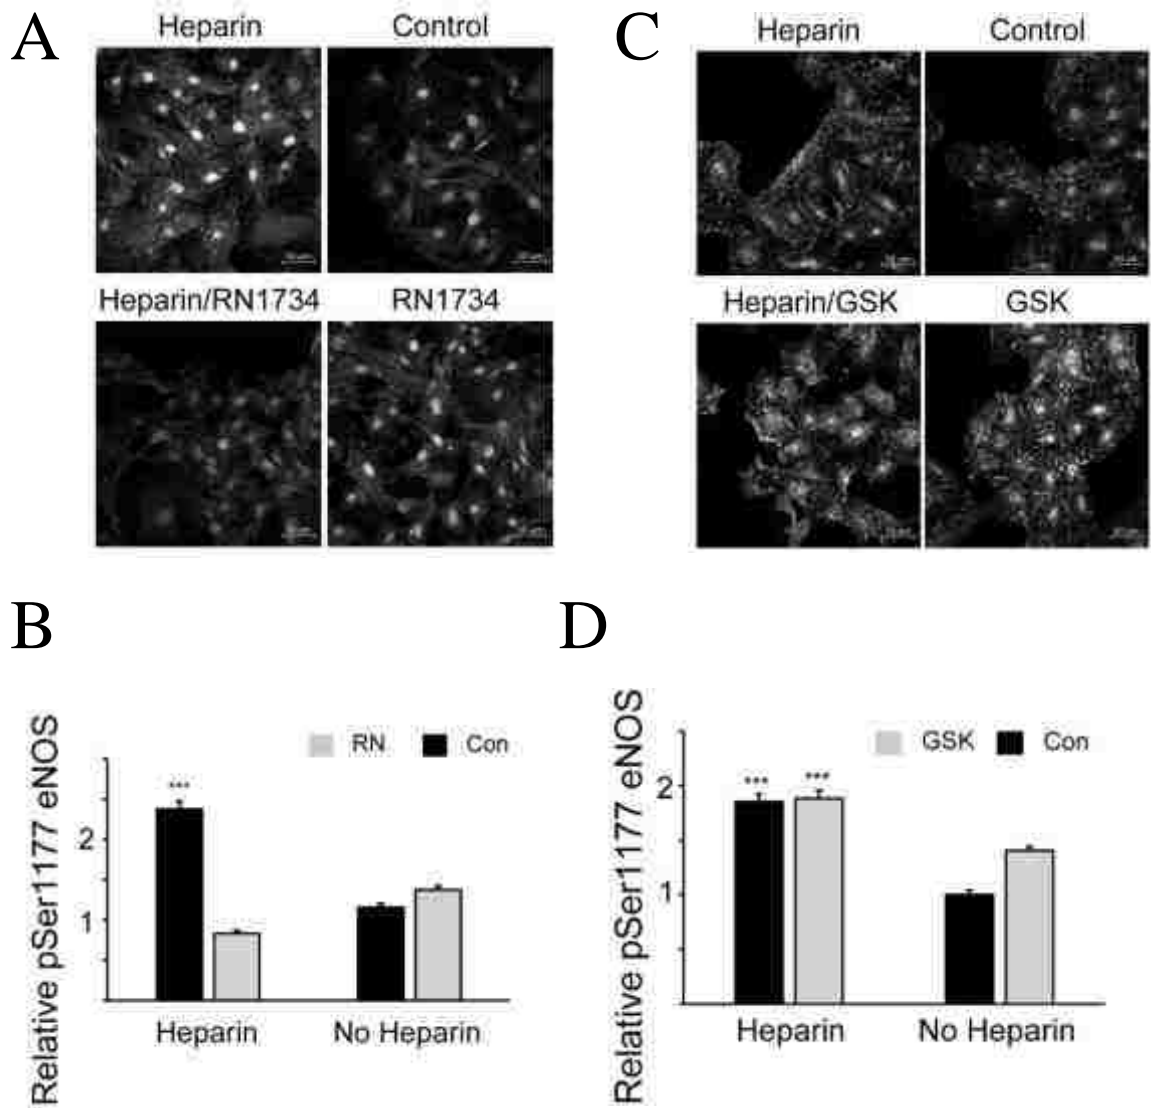 A
Heparin
Control
Heparin/RN1734
RN1734
C
Heparin
Control
Heparin/GSK
GSK
B
Relative pSer1177 eNOS
RN
Con
***
2
1
Heparin
No Heparin
D
Relative pSer1177 eNOS
GSK
Con
***
***
2
1
Heparin
No Heparin